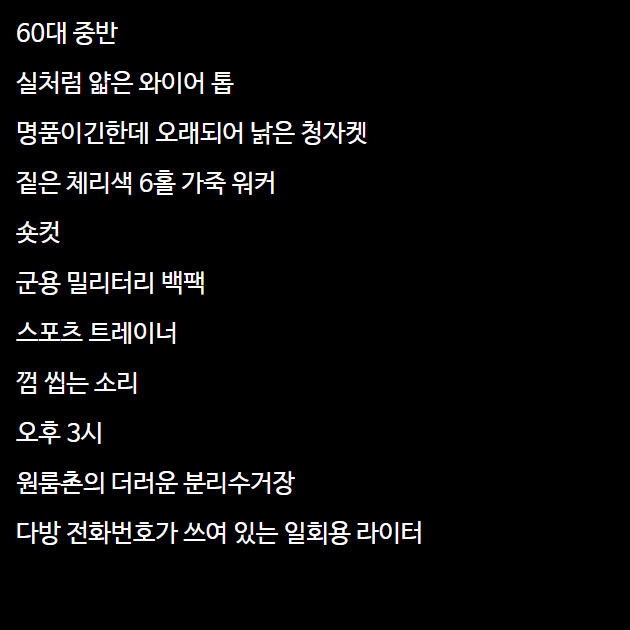 60대 중반
실처럼 얇은 와이어 톱
명품이긴한데 오래되어 낡은 청자켓
짙은 체리색 6홀 가죽 워커
숏컷
군용 밀리터리 백팩
스포츠 트레이너
껌 씹는 소리
오후 3시
원룸촌의 더러운 분리수거장
다방 전화번호가 쓰여 있는 일회용 라이터